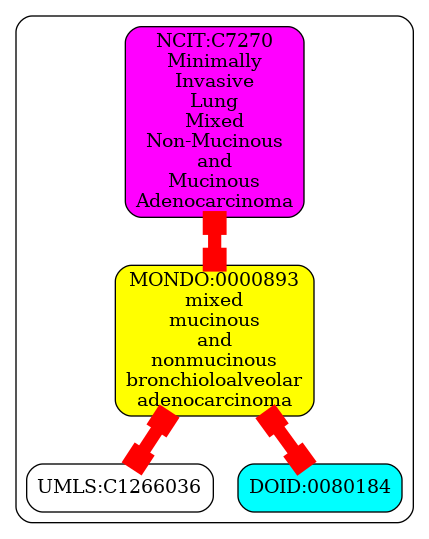 NCIT:C7270
Minimally
Invasive
Lung
Mixed
Non-Mucinous
and
Mucinous
Adenocarcinoma
MONDO:0000893
mixed
mucinous
and
nonmucinous
bronchioloalveolar
adenocarcinoma
UMLS:C1266036
DOID:0080184